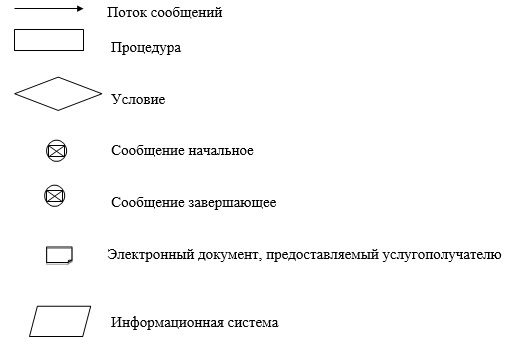 Поток сообщений
Процедура
Условие
Сообщение начальное
Сообщение завершающее
Электронный документ, предоставляемый услугополучателю
Информационная система